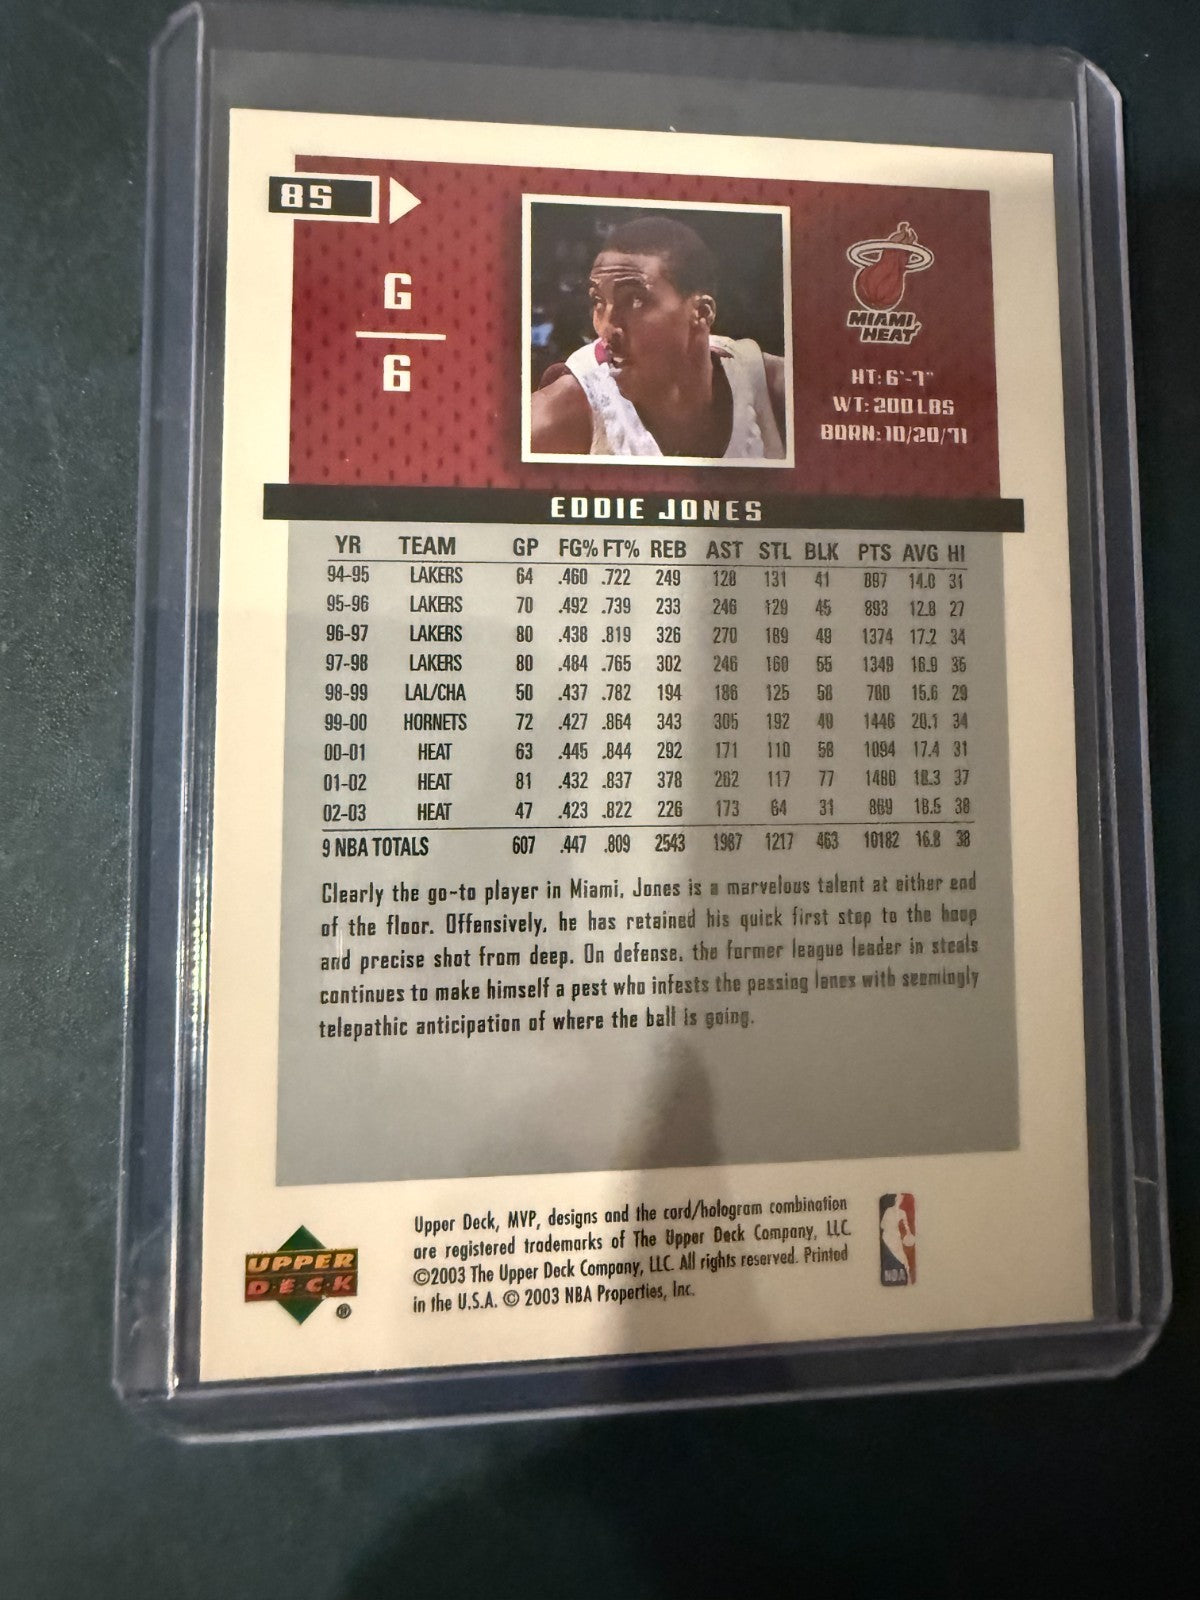 85
G
6
MIAMI
HEAT
HT: 6'-7"
WT: 200 LBS
BORN: 10/20/71
EDDIE JONES
YR TEAM GP FG% FT% REB AST STL BLK PTS AVG HI
94-95 LAKERS 64 .460 .722 249 128 131 41 897 14.0 31
95-96 LAKERS 70 .492 .739 233 246 129 45 893 12.8 27
96-97 LAKERS 80 .438 .819 326 270 189 49 1374 17.2 34
97-98 LAKERS 80 .484 .765 302 246 160 55 1349 16.9 35
98-99 LAL/CHA 50 .437 .782 194 186 125 58 780 15.6 29
99-00 HORNETS 72 .427 .864 343 305 192 49 1446 20.1 34
00-01 HEAT 63 .445 .844 292 171 110 58 1094 17.4 31
01-02 HEAT 81 .432 .837 378 262 117 77 1480 18.3 37
02-03 HEAT 47 .423 .822 226 173 64 31 869 18.5 38
9 NBA TOTALS 607 .447 .809 2543 1987 1217 463 10182 16.8 38
Clearly the go-to player in Miami, Jones is a marvelous talent at either end
of the floor. Offensively, he has retained his quick first step to the hoop
and precise shot from deep. On defense, the former league leader in steals
continues to make himself a pest who infests the passing lanes with seemingly
telepathic anticipation of where the ball is going.
UPPER
DECK
®
Upper Deck, MVP, designs and the card/hologram combination
are registered trademarks of The Upper Deck Company, LLC
©2003 The Upper Deck Company, LLC. All rights reserved. Printed
in the U.S.A. © 2003 NBA Properties, Inc.
NBA